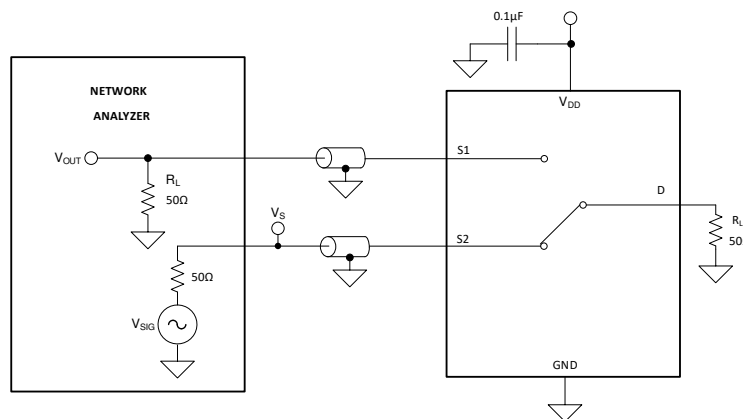 0.1µF
NETWORK
ANALYZER
VDD
VOUT
S1
RL
50Ω
D
VS
RL
50
S2
50Ω
VSIG
GND